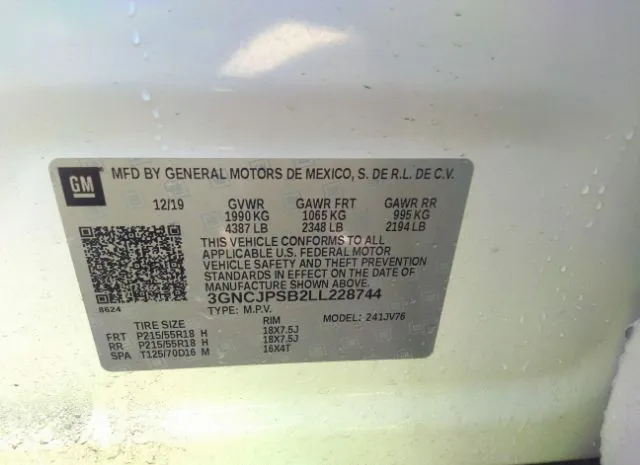 GM
MFD BY GENERAL MOTORS DE MEXICO, S. DE R.L. DE C.V.
12/19 GVWR GAWR FRT GAWR RR
1990 KG 1065 KG 995 KG
4387 LB 2348 LB 2194 LB
THIS VEHICLE CONFORMS TO ALL
APPLICABLE U.S. FEDERAL MOTOR
VEHICLE SAFETY AND THEFT PREVENTION
STANDARDS IN EFFECT ON THE DATE OF
MANUFACTURE SHOWN ABOVE.
3GNCJPSB2LL228744
8624 TYPE: M.P.V. MODEL: 241JV76
TIRE SIZE RIM
FRT P215/55R18 H 18X7.5J
RR P215/55R18 H 18X7.5J
SPA T125/70D16 M 16X4T